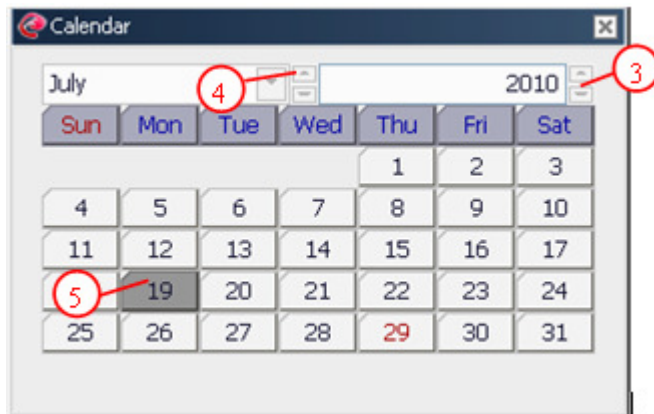 Calendar
July 4 2010 3
Sun Mon Tue Wed Thu Fri Sat
1 2 3
4 5 6 7 8 9 10
11 12 13 14 15 16 17
5 19 20 21 22 23 24
25 26 27 28 29 30 31